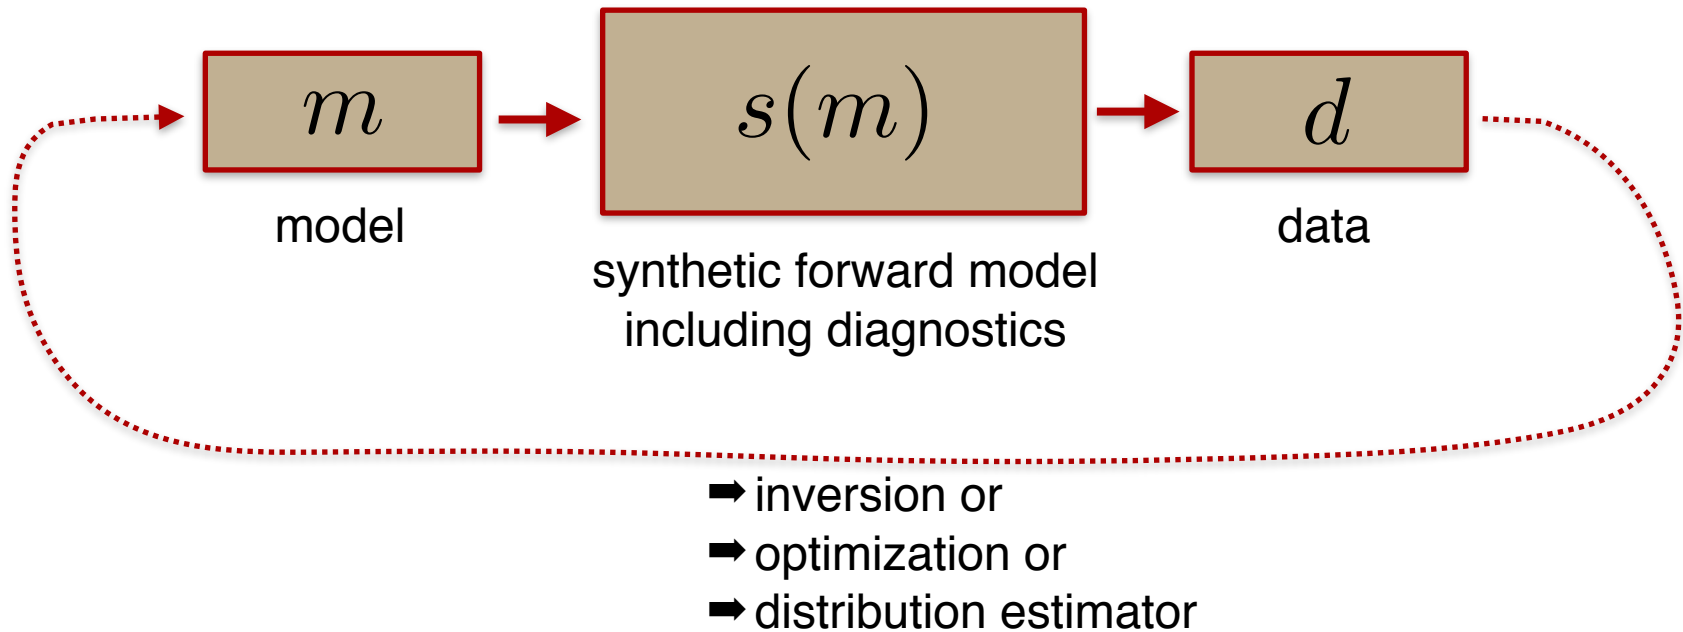 m
s(m)
d
model
data
synthetic forward model
including diagnostics
➡ inversion or
➡ optimization or
➡ distribution estimator